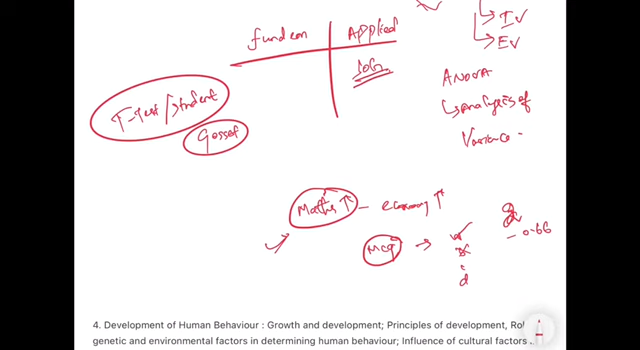 IV
EV
fundam
Applied
10%
ANOVA
↳ analysis of
Variance
T-Test/student
Gosset
Maths ↑ — economy ↑
Mcq →
c
d
-0.66
4. Development of Human Behaviour : Growth and development; Principles of development, Rol
genetic and environmental factors in determining human behaviour; Influence of cultural factors